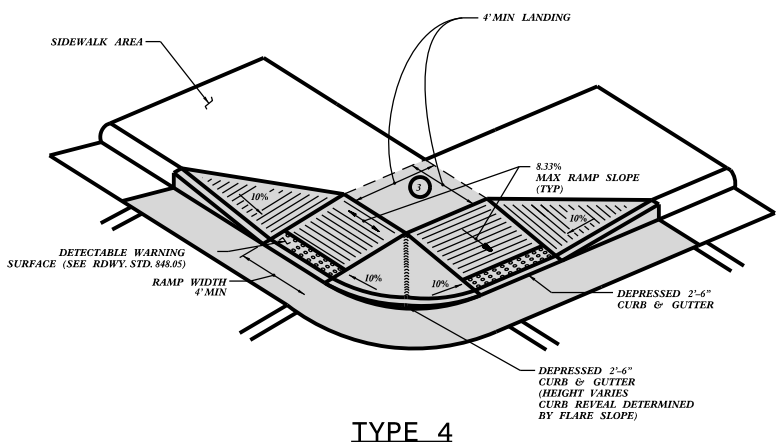 4' MIN LANDING
SIDEWALK AREA
8.33%
MAX RAMP SLOPE
(TYP)
3
10%
10%
DETECTABLE WARNING
SURFACE (SEE RDWY. STD. 848.05)
RAMP WIDTH
4' MIN
10%
10%
DEPRESSED 2'-6"
CURB & GUTTER
DEPRESSED 2'-6"
CURB & GUTTER
(HEIGHT VARIES
CURB REVEAL DETERMINED
BY FLARE SLOPE)
TYPE 4